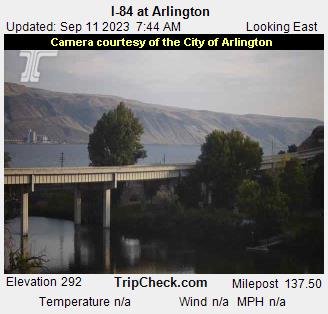 I-84 at Arlington
Updated: Sep 11 2023 7:44 AM Looking East
Camera courtesy of the City of Arlington
Elevation 292 TripCheck.com Milepost 137.50
Temperature n/a Wind n/a MPH n/a